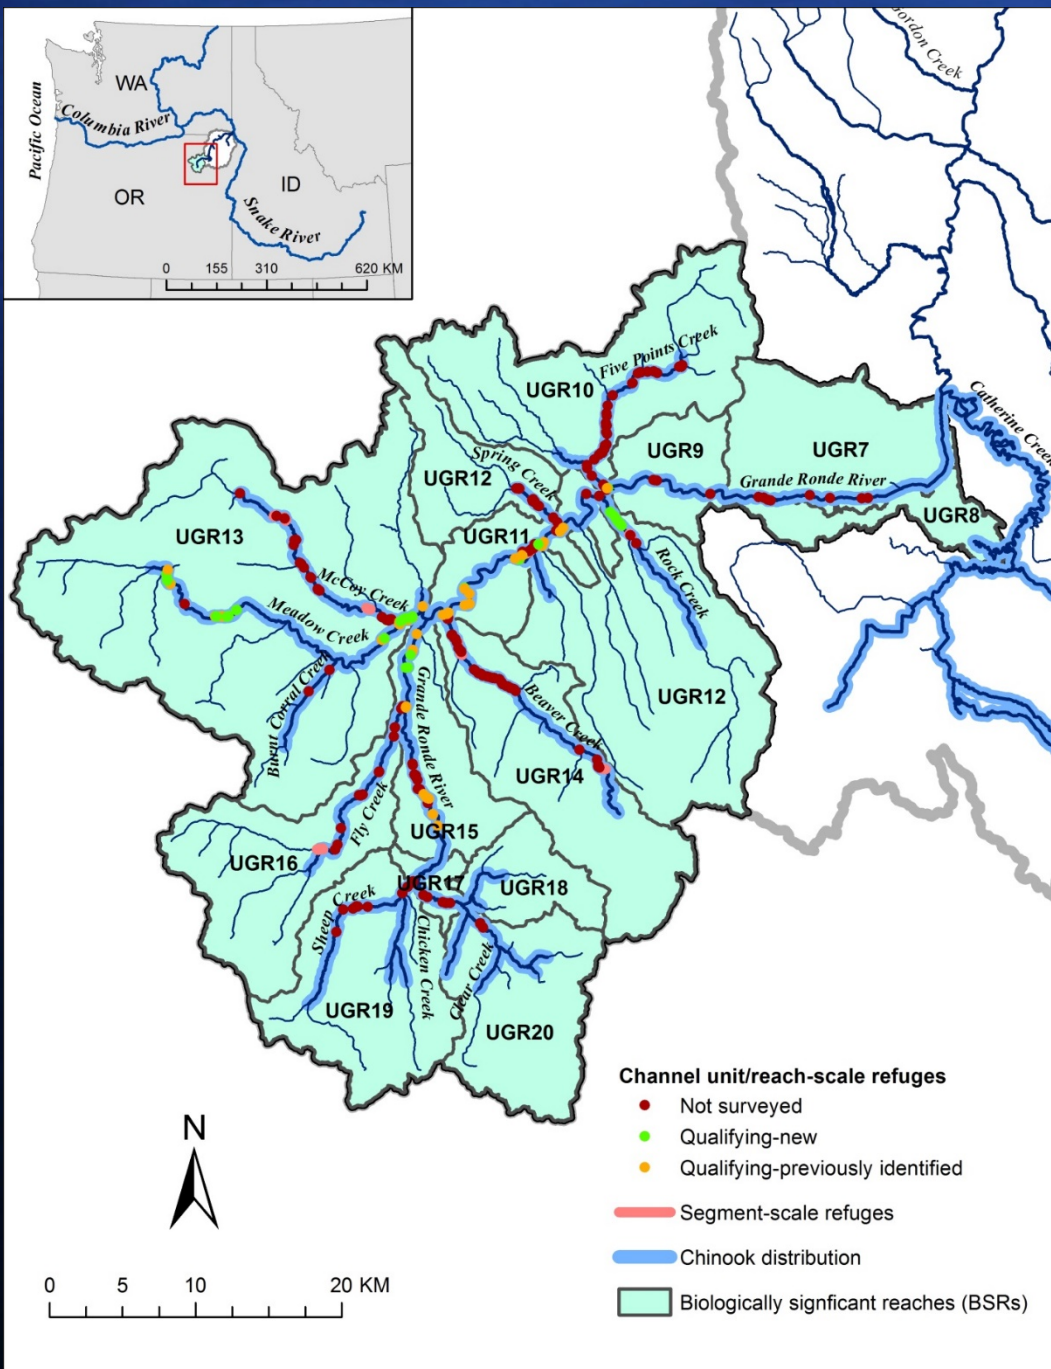 WA
Pacific Ocean
Columbia River
OR
ID
Snake River
0 155 310 620 KM
Gordon Creek
Five Points Creek
UGR10
Catherine Creek
UGR9
UGR7
Spring Creek
UGR12
Grande Ronde River
UGR8
UGR11
UGR13
Rock Creek
McCoy Creek
Meadow Creek
Burnt Corral Creek
Grande Ronde River
Beaver Creek
UGR12
UGR14
Fly Creek
UGR15
UGR16
UGR17
UGR18
Sheep Creek
Chicken Creek
Clear Creek
UGR19
UGR20
Channel unit/reach-scale refuges
Not surveyed
Qualifying-new
Qualifying-previously identified
Segment-scale refuges
Chinook distribution
Biologically signficant reaches (BSRs)
N
0 5 10 20 KM